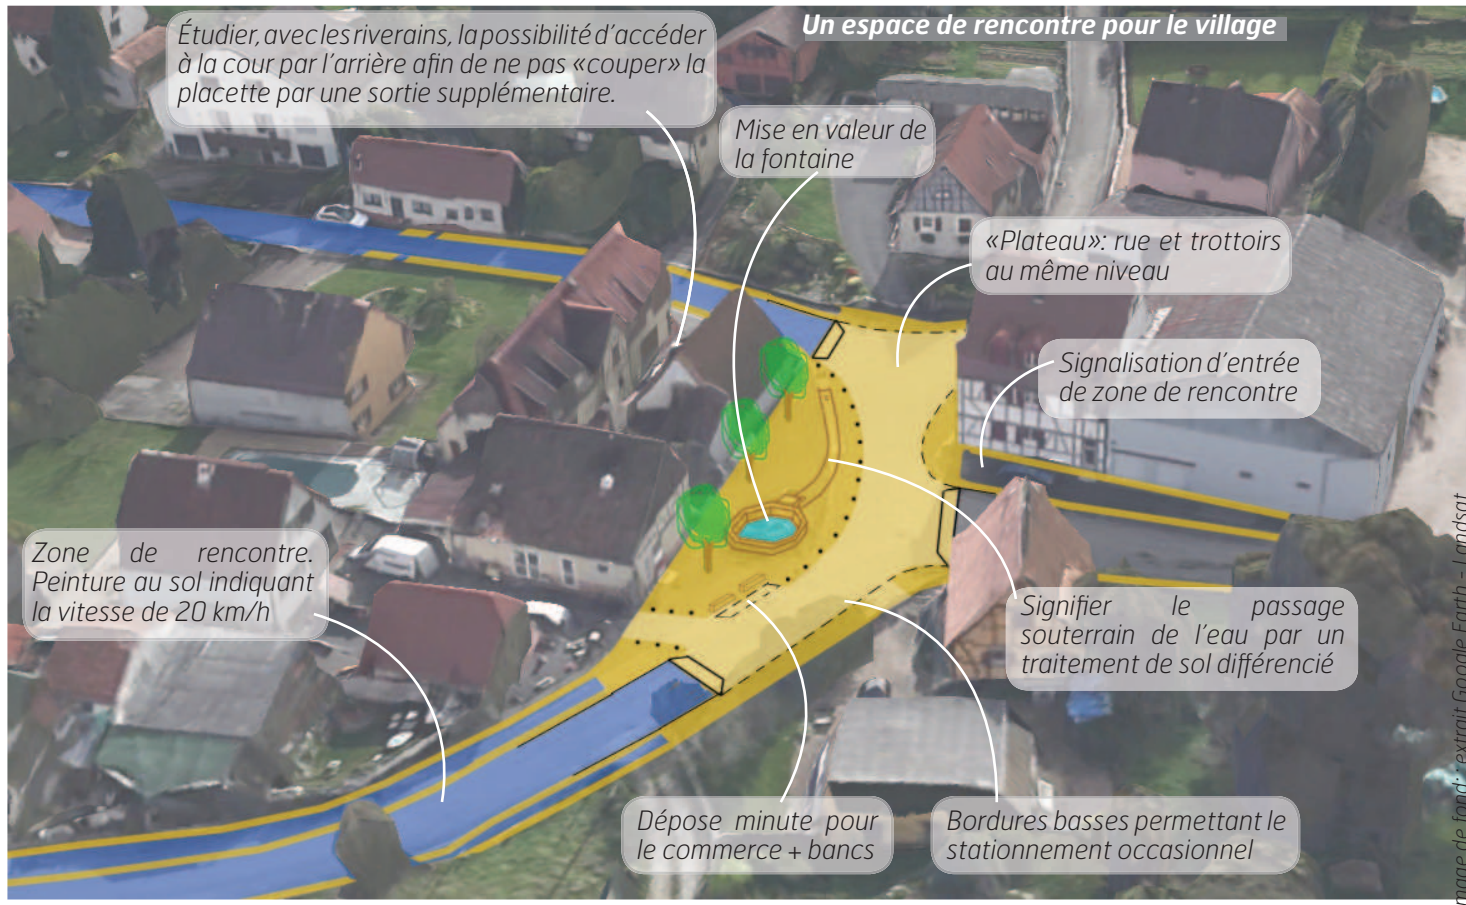 Un espace de rencontre pour le village
Étudier, avec les riverains, la possibilité d'accéder
à la cour par l'arrière afin de ne pas «couper» la
placette par une sortie supplémentaire.
Mise en valeur de
la fontaine
«Plateau»: rue et trottoirs
au même niveau
Signalisation d'entrée
de zone de rencontre
Zone de rencontre.
Peinture au sol indiquant
la vitesse de 20 km/h
Signifier le passage
souterrain de l'eau par un
traitement de sol différencié
Dépose minute pour
le commerce + bancs
Bordures basses permettant le
stationnement occasionnel
mage de fond: extrait Google Earth - Landsat